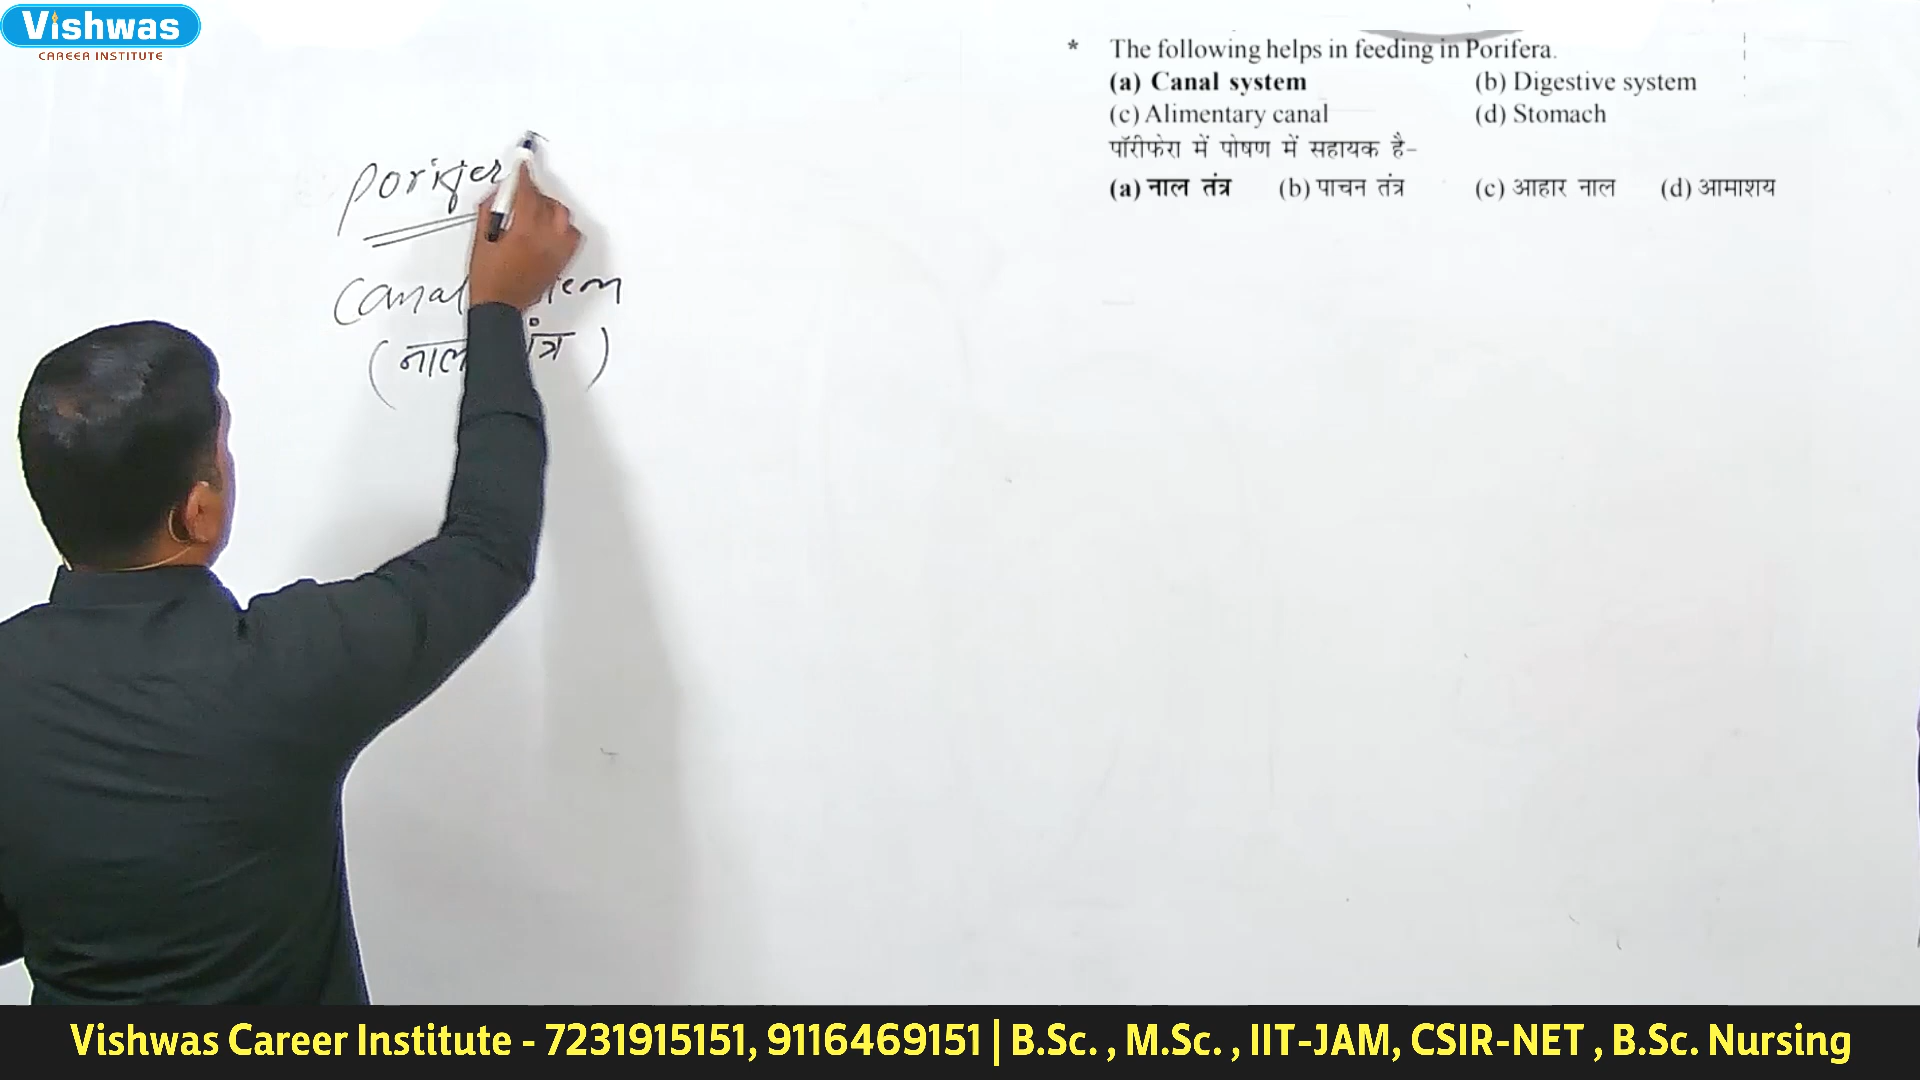 Vishwas
CAREER INSTITUTE
* The following helps in feeding in Porifera.
(a) Canal system (b) Digestive system
(c) Alimentary canal (d) Stomach
पॉरीफेरा में पोषण में सहायक है-
(a) नाल तंत्र (b) पाचन तंत्र (c) आहार नाल (d) आमाशय
Canal
(नाल )
Vishwas Career Institute - 7231915151, 9116469151 | B.Sc. , M.Sc. , IIT-JAM, CSIR-NET , B.Sc. Nursing